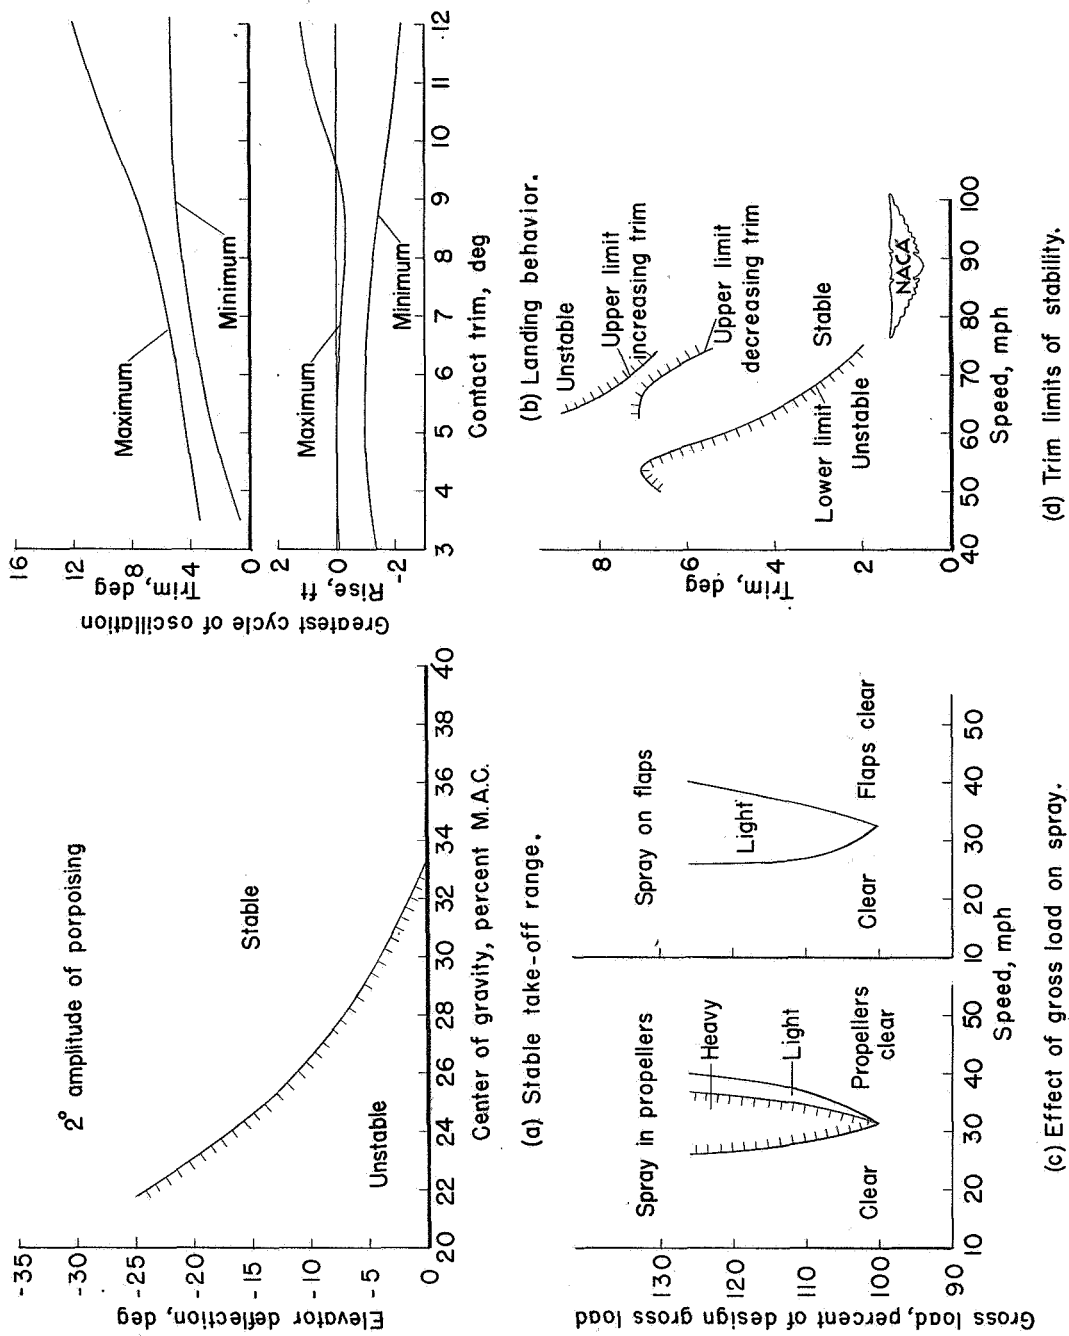 2° amplitude of porpoising
Stable
Unstable
Elevator deflection, deg
-35
-30
-25
-20
-15
-10
-5
0
20 22 24 26 28 30 32 34 36 38 40
Center of gravity, percent M.A.C.
(a) Stable take-off range.
Greatest cycle of oscillation
Trim, deg
16
12
8
4
0
Maximum
Minimum
Rise, ft
2
0
-2
Maximum
Minimum
3 4 5 6 7 8 9 10 11 12
Contact trim, deg
(b) Landing behavior.
Gross load, percent of design gross load
130
120
110
100
90
Spray in propellers
Heavy
Light
Clear
Propellers
clear
10 20 30 40 50
Spray on flaps
Light
Clear
Flaps clear
10 20 30 40 50
Speed, mph
(c) Effect of gross load on spray.
Trim, deg
8
6
4
2
0
Unstable
Upper limit
increasing trim
Upper limit
decreasing trim
Stable
Lower limit
Unstable
NACA
40 50 60 70 80 90 100
Speed, mph
(d) Trim limits of stability.